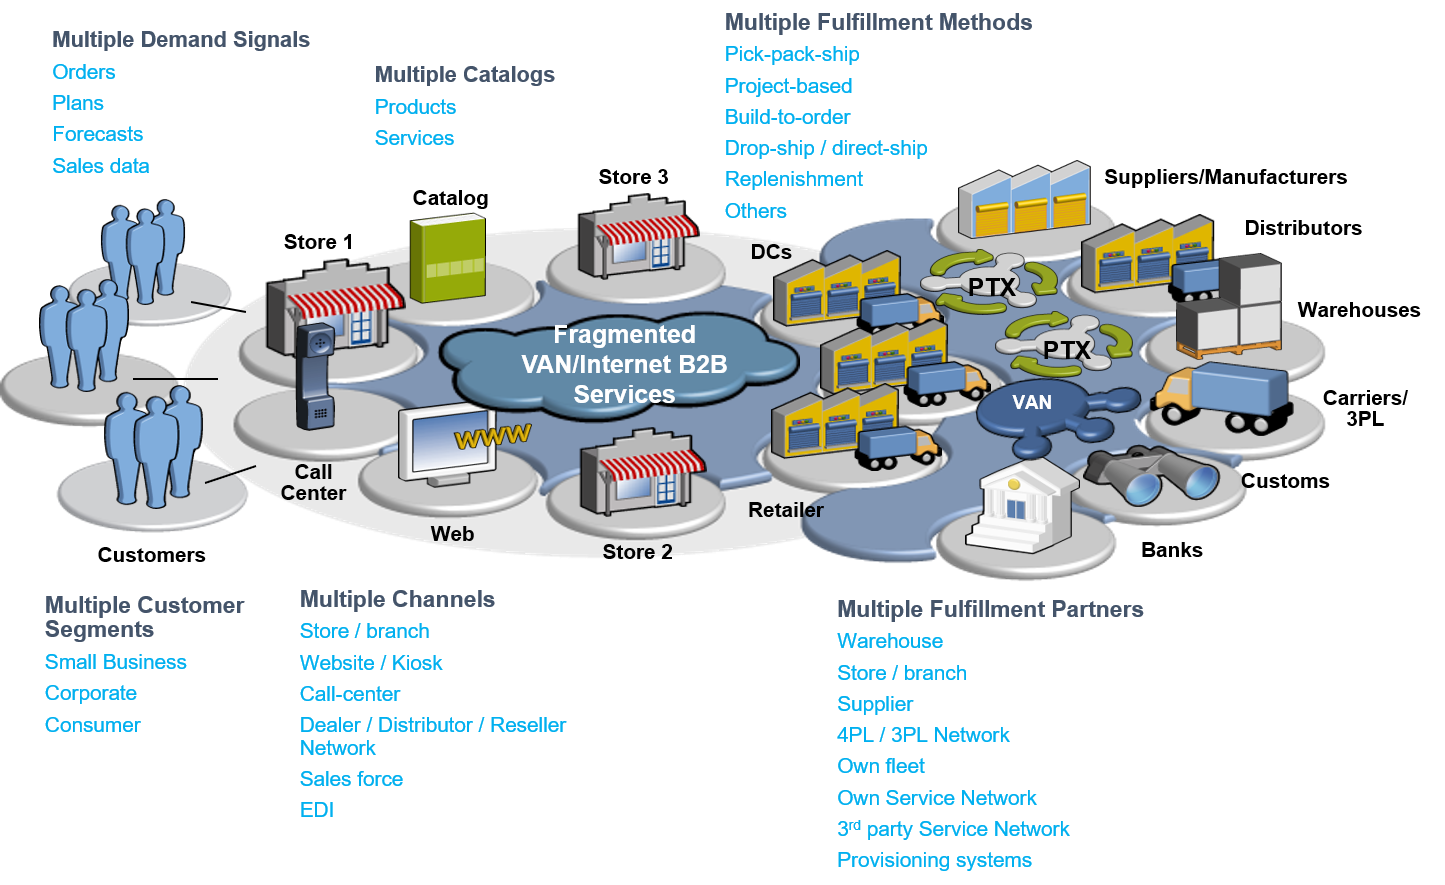 Multiple Demand Signals
Orders
Plans
Forecasts
Sales data
Multiple Catalogs
Products
Services
Multiple Fulfillment Methods
Pick-pack-ship
Project-based
Build-to-order
Drop-ship / direct-ship
Replenishment
Others
Catalog
Store 3
Store 1
DCs
Suppliers/Manufacturers
Distributors
Warehouses
PTX
PTX
Fragmented
VAN/Internet B2B
Services
VAN
Carriers/
3PL
www
Call
Center
Web
Store 2
Retailer
Customs
Banks
Customers
Multiple Customer
Segments
Small Business
Corporate
Consumer
Multiple Channels
Store / branch
Website / Kiosk
Call-center
Dealer / Distributor / Reseller
Network
Sales force
EDI
Multiple Fulfillment Partners
Warehouse
Store / branch
Supplier
4PL / 3PL Network
Own fleet
Own Service Network
3rd party Service Network
Provisioning systems